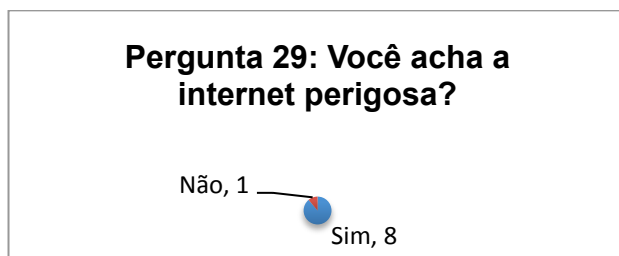 Pergunta 29: Você acha a
internet perigosa?
Não, 1
Sim, 8